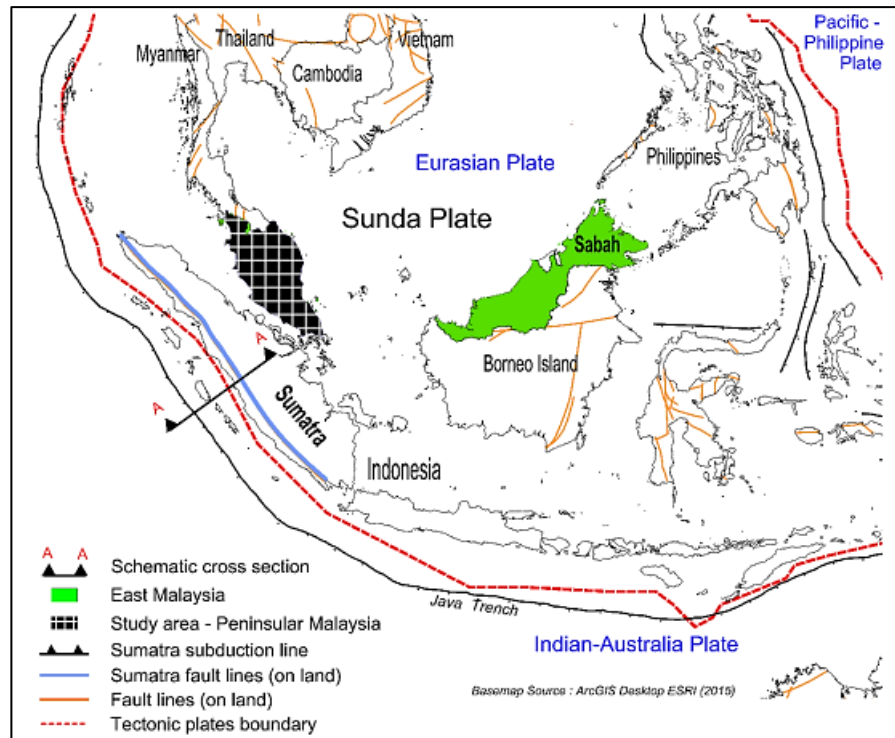 Pacific -
Philippine
Plate
Myanmar
Thailand
Vietnam
Cambodia
Philippines
Eurasian Plate
Sunda Plate
Sabah
Borneo Island
A
A
Sumatra
Indonesia
Java Trench
Indian-Australia Plate
Basemap Source : ArcGIS Desktop ESRI (2015)
A A
Schematic cross section
East Malaysia
Study area - Peninsular Malaysia
Sumatra subduction line
Sumatra fault lines (on land)
Fault lines (on land)
Tectonic plates boundary